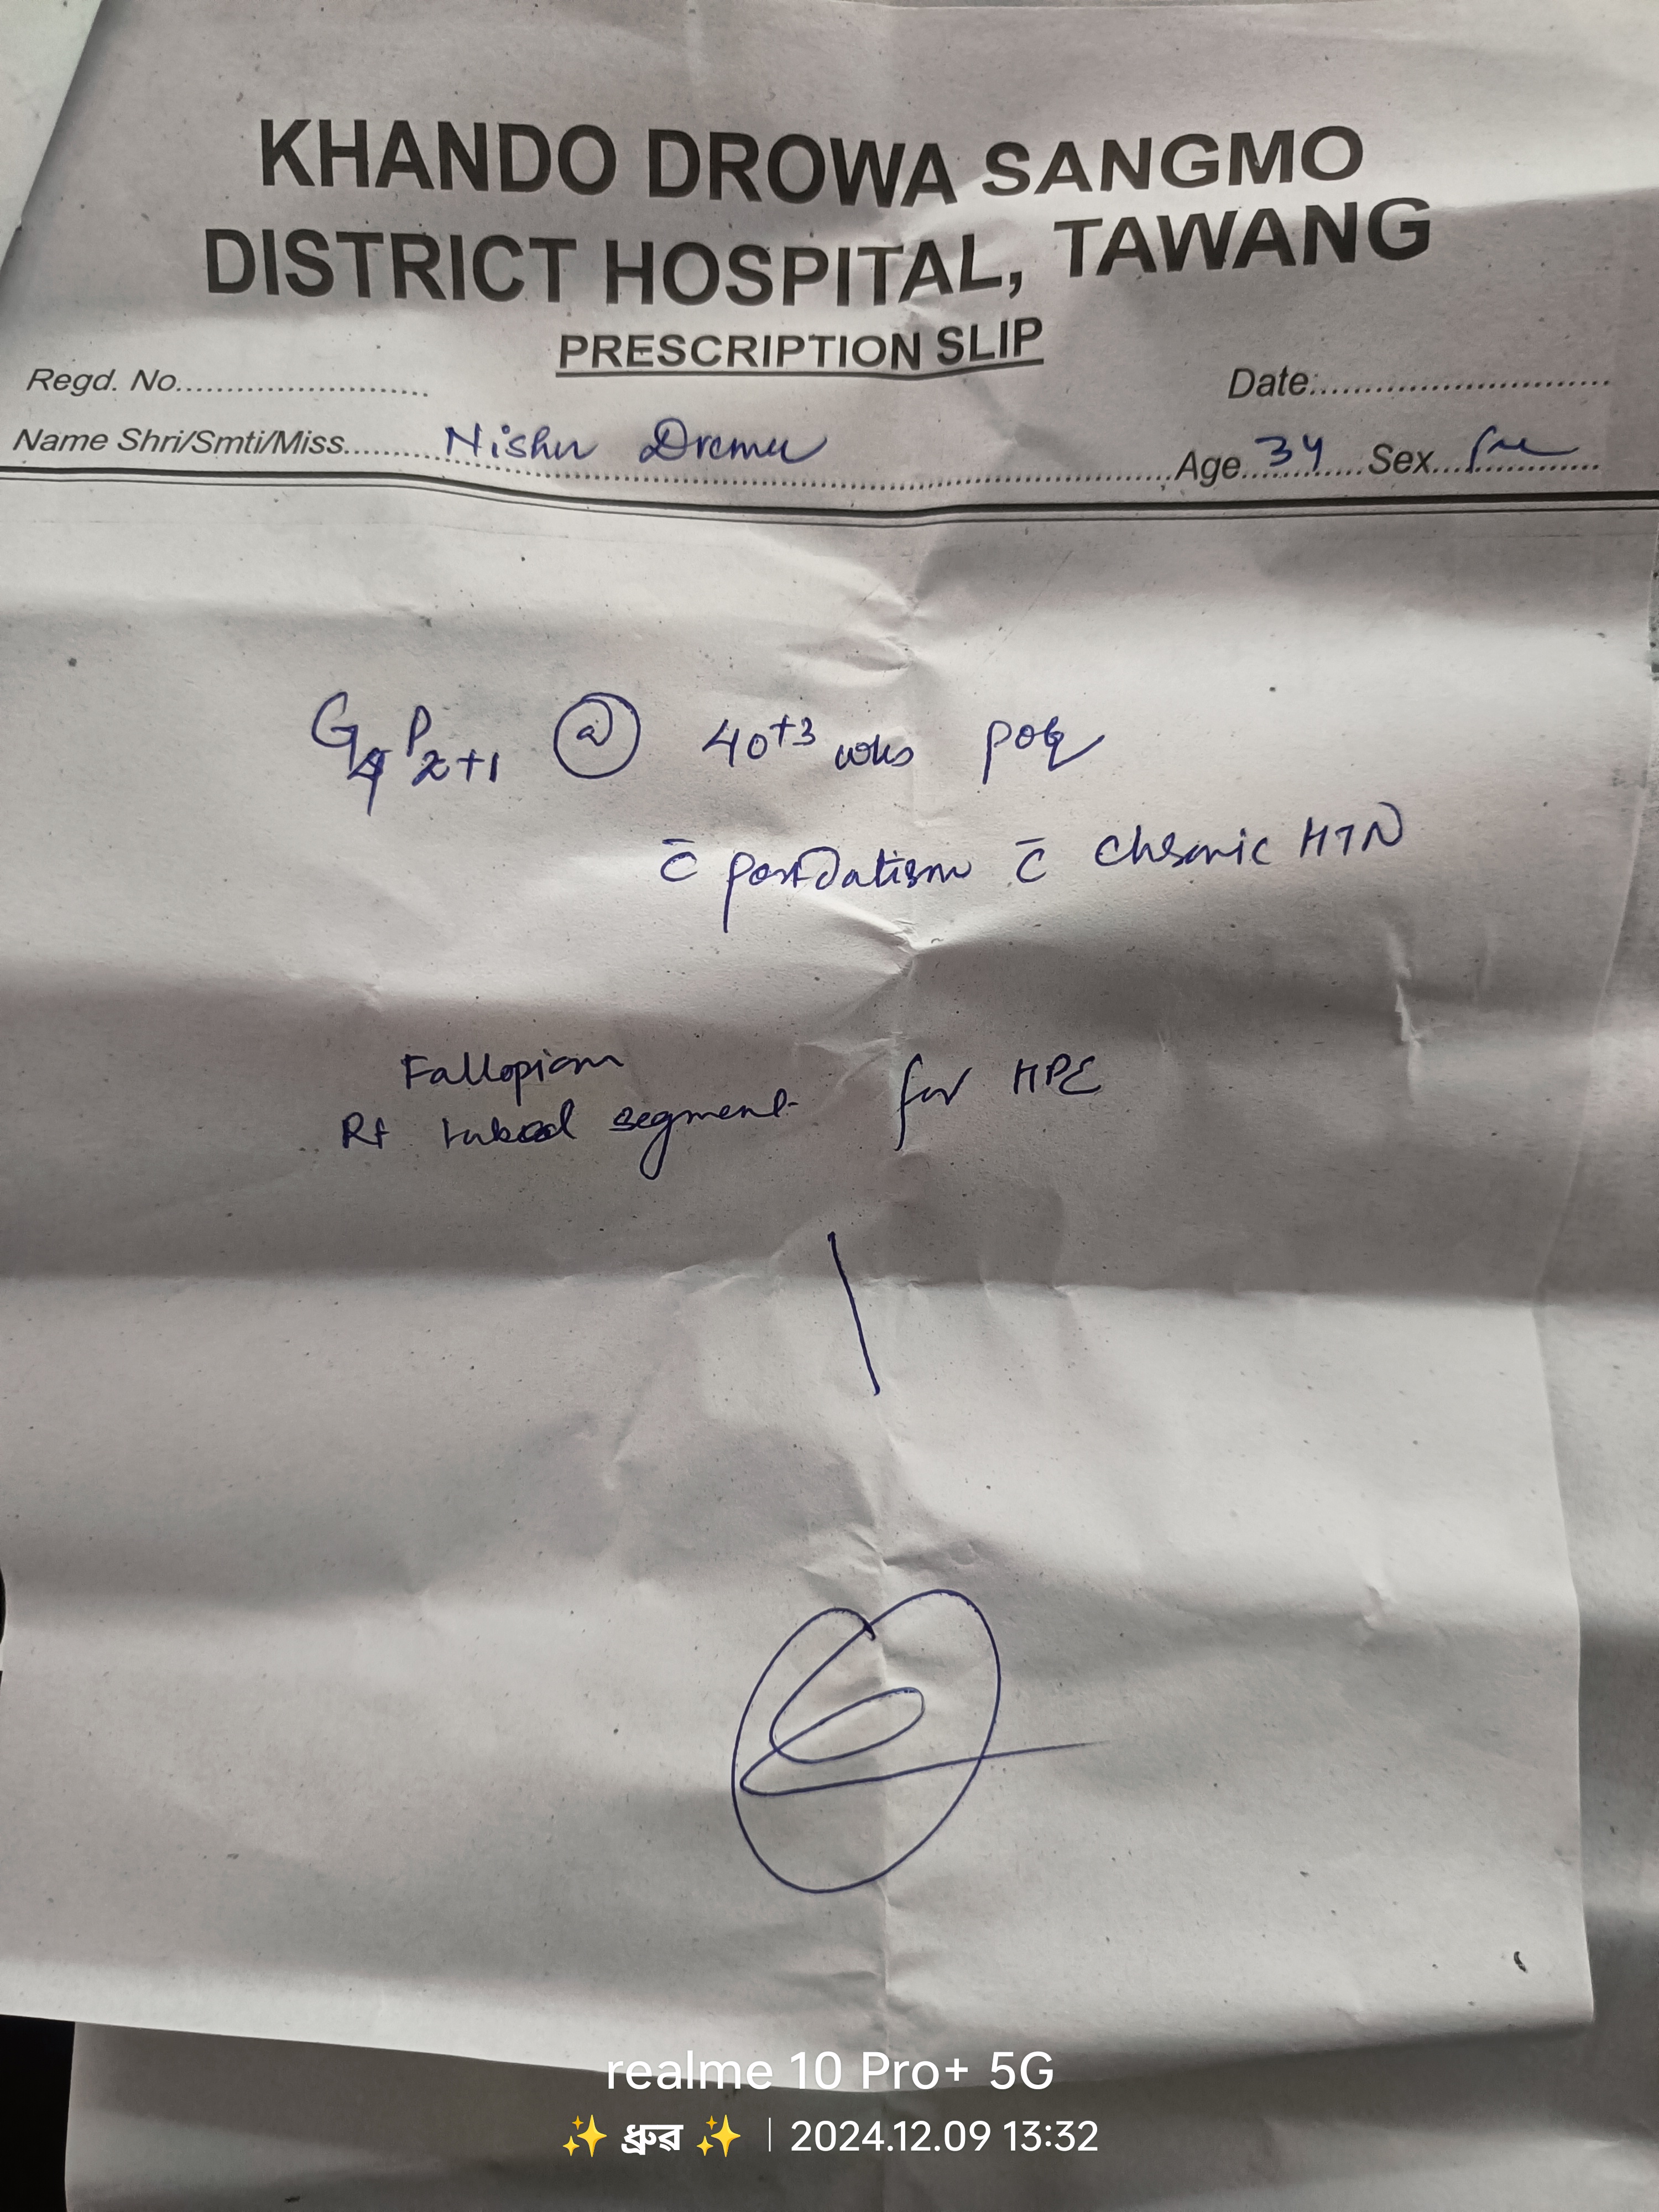 KHANDO DROWA SANGMO
DISTRICT HOSPITAL, TAWANG
PRESCRIPTION SLIP
Regd. No......................... Date:..............................
Name Shri/Smti/Miss.......... Nishu Drema ..........Age 34 Sex
G4P2+1 @ 40+3 wks POG
c̄ postdatism c̄ chronic HTN
Fallopian
Rt tubal segment for HPE
realme 10 Pro+ 5G
✨ ধ্ৰুৱ ✨ | 2024.12.09 13:32